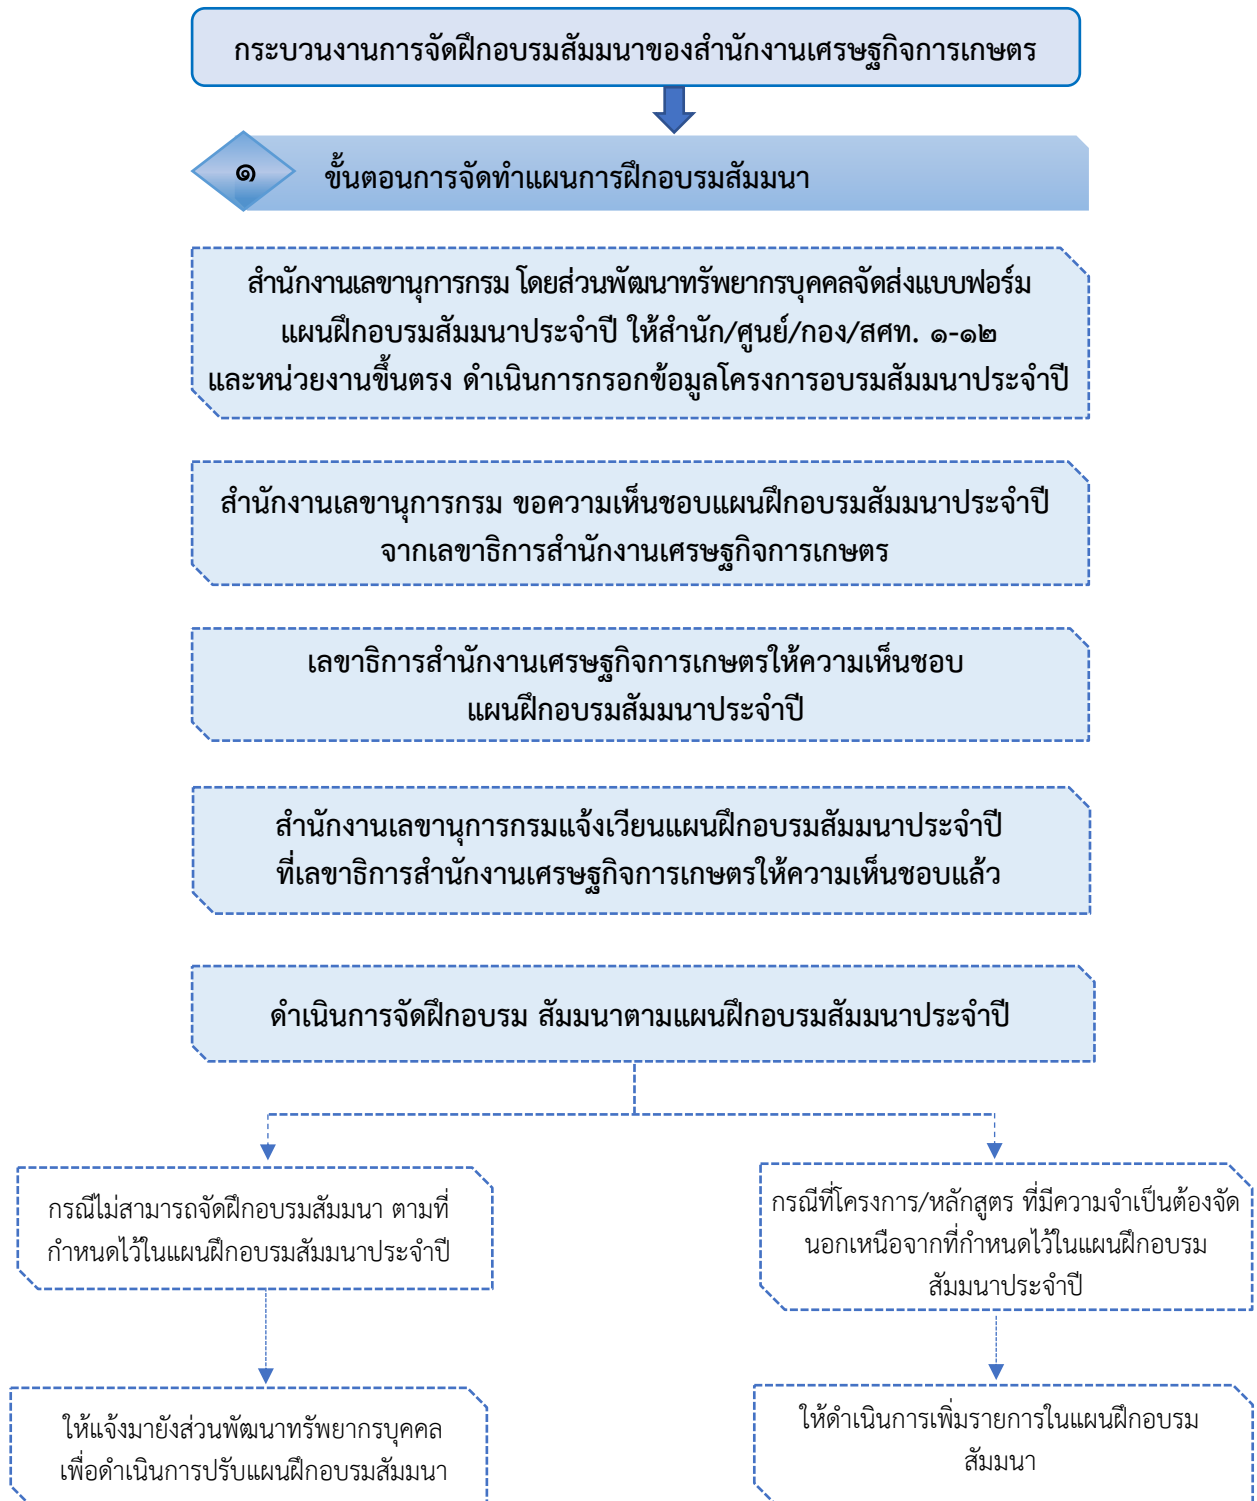 กระบวนงานการจัดฝึกอบรมสัมมนาของสำนักงานเศรษฐกิจการเกษตร
๑
ขั้นตอนการจัดทำแผนการฝึกอบรมสัมมนา
สำนักงานเลขานุการกรม โดยส่วนพัฒนาทรัพยากรบุคคลจัดส่งแบบฟอร์ม
แผนฝึกอบรมสัมมนาประจำปี ให้สำนัก/ศูนย์/กอง/สศท. ๑-๑๒
และหน่วยงานขึ้นตรง ดำเนินการกรอกข้อมูลโครงการอบรมสัมมนาประจำปี
สำนักงานเลขานุการกรม ขอความเห็นชอบแผนฝึกอบรมสัมมนาประจำปี
จากเลขาธิการสำนักงานเศรษฐกิจการเกษตร
เลขาธิการสำนักงานเศรษฐกิจการเกษตรให้ความเห็นชอบ
แผนฝึกอบรมสัมมนาประจำปี
สำนักงานเลขานุการกรมแจ้งเวียนแผนฝึกอบรมสัมมนาประจำปี
ที่เลขาธิการสำนักงานเศรษฐกิจการเกษตรให้ความเห็นชอบแล้ว
ดำเนินการจัดฝึกอบรม สัมมนาตามแผนฝึกอบรมสัมมนาประจำปี
กรณีไม่สามารถจัดฝึกอบรมสัมมนา ตามที่
กำหนดไว้ในแผนฝึกอบรมสัมมนาประจำปี
กรณีที่โครงการ/หลักสูตร ที่มีความจำเป็นต้องจัด
นอกเหนือจากที่กำหนดไว้ในแผนฝึกอบรม
สัมมนาประจำปี
ให้แจ้งมายังส่วนพัฒนาทรัพยากรบุคคล
เพื่อดำเนินการปรับแผนฝึกอบรมสัมมนา
ให้ดำเนินการเพิ่มรายการในแผนฝึกอบรม
สัมมนา